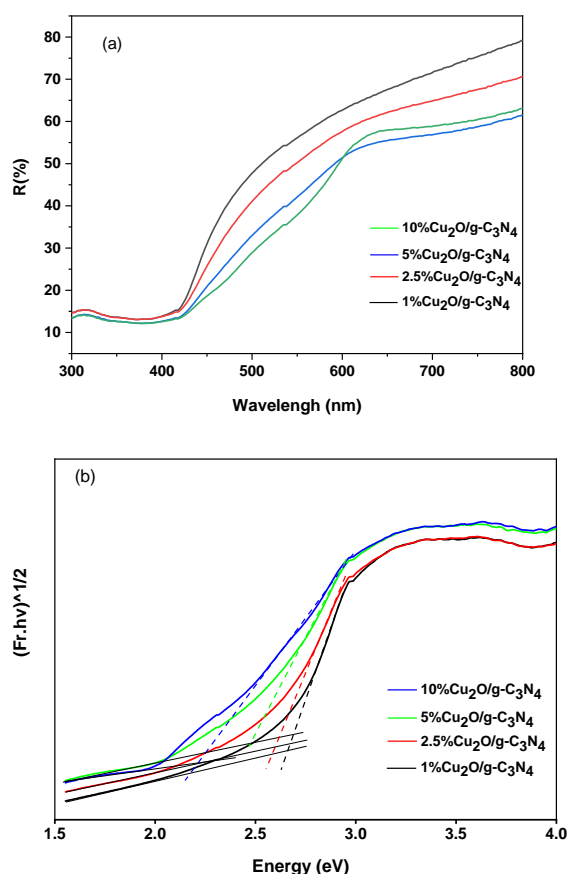 (a)
R(%)
80
70
60
50
40
30
20
10
10%Cu₂O/g-C₃N₄
5%Cu₂O/g-C₃N₄
2.5%Cu₂O/g-C₃N₄
1%Cu₂O/g-C₃N₄
300 400 500 600 700 800
Wavelengh (nm)
(b)
(Fr.hv)^1/2
10%Cu₂O/g-C₃N₄
5%Cu₂O/g-C₃N₄
2.5%Cu₂O/g-C₃N₄
1%Cu₂O/g-C₃N₄
1.5 2.0 2.5 3.0 3.5 4.0
Energy (eV)